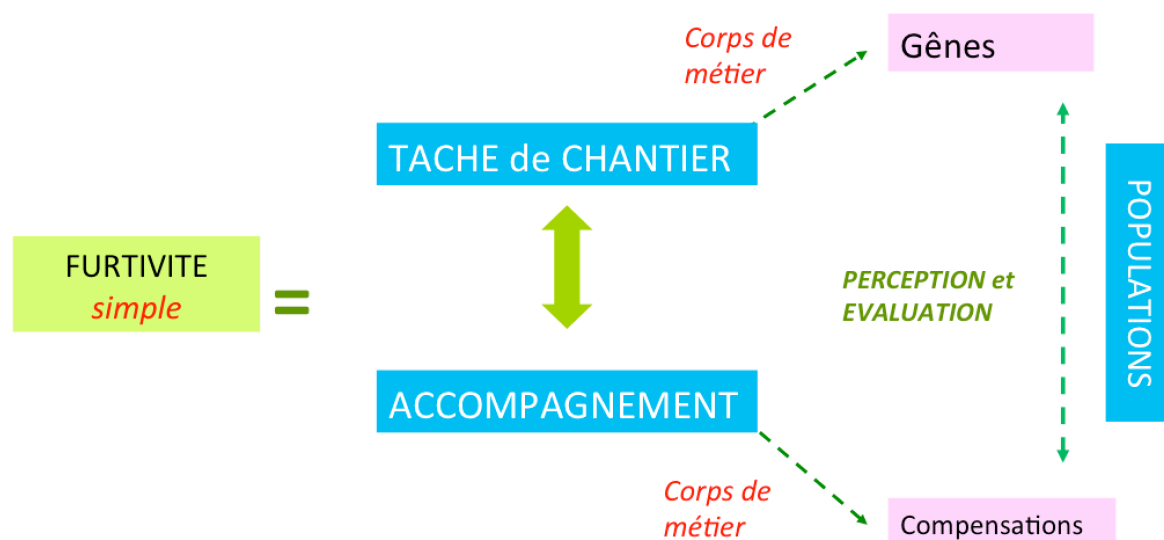 Corps de
métier
Gênes
TACHE de CHANTIER
FURTIVITE
simple
=
PERCEPTION et
EVALUATION
POPULATIONS
ACCOMPAGNEMENT
Corps de
métier
Compensations